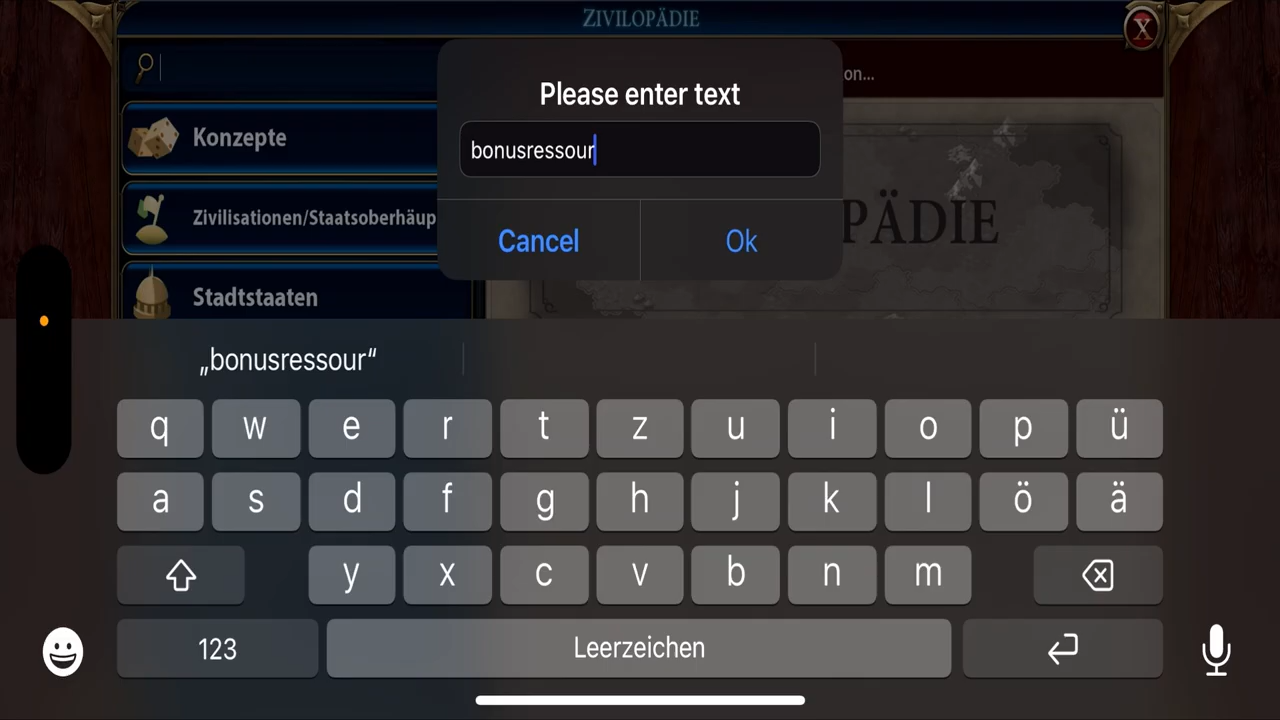 ZIVILOPÄDIE
X
Please enter text
on...
Konzepte
bonusressour
Zivilisationen/Staatsoberhäup
PÄDIE
Cancel
Ok
Stadtstaaten
„bonusressour“
q w e r t z u i o p ü
a s d f g h j k l ö ä
y x c v b n m
123
Leerzeichen